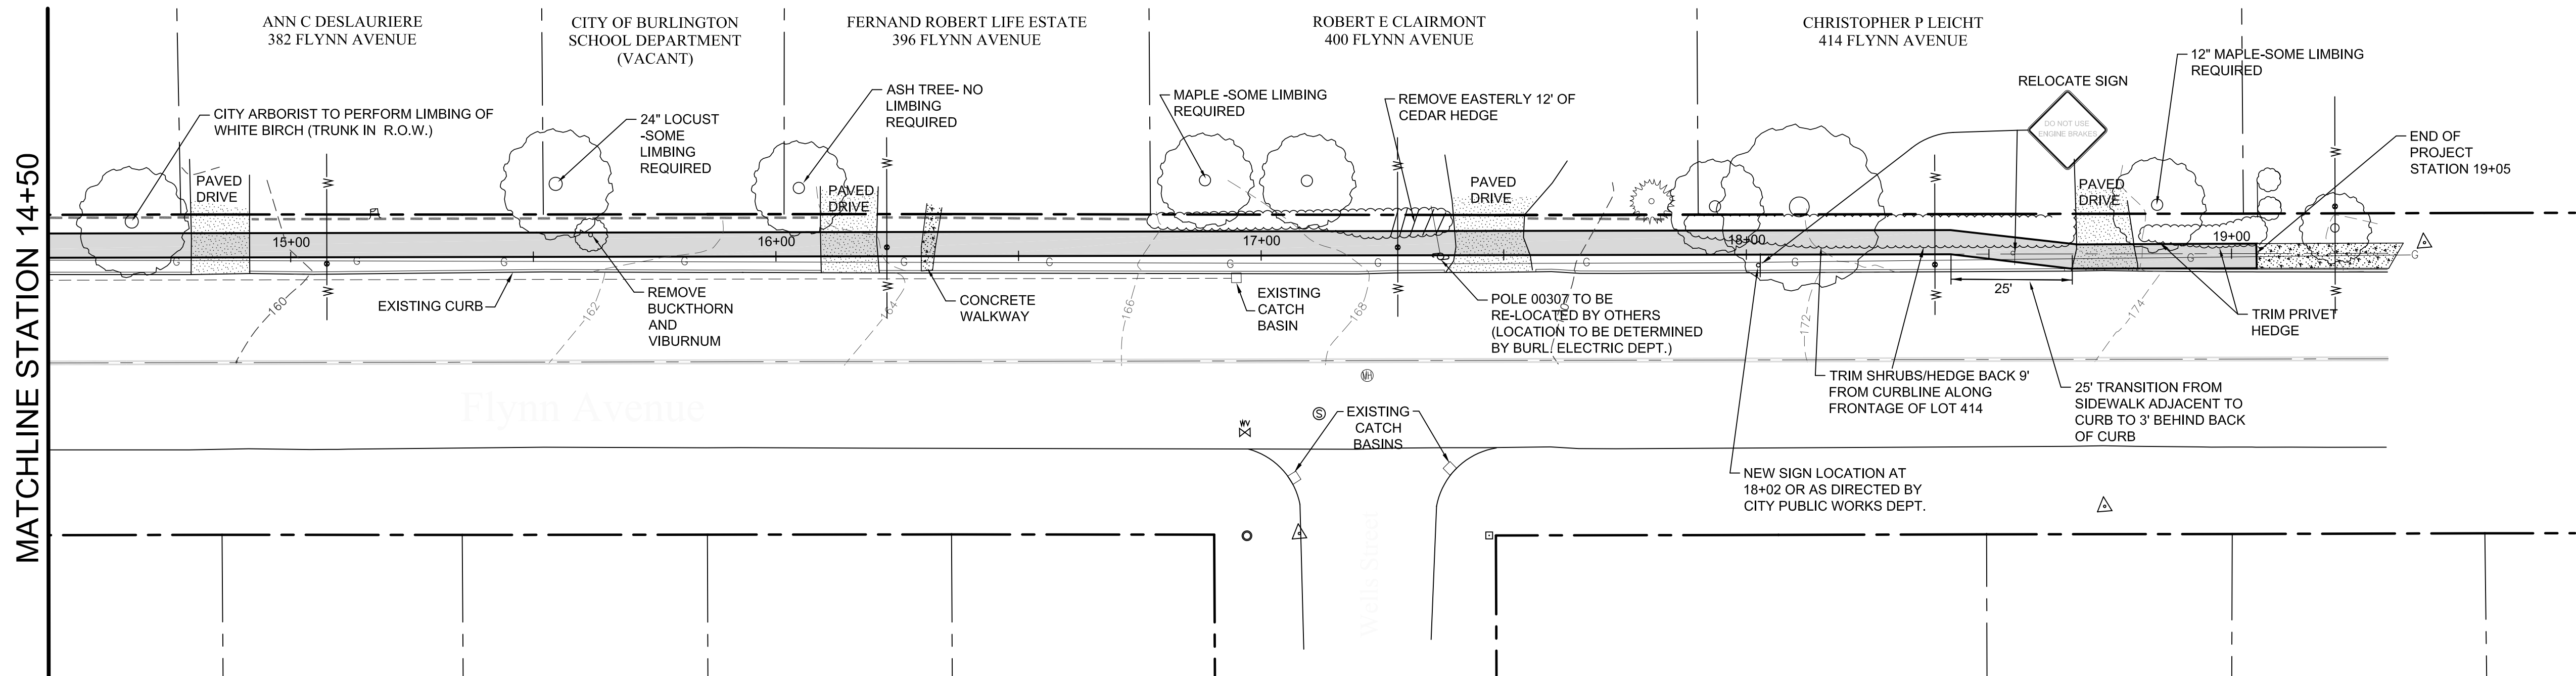 ANN C DESLAURIERE
382 FLYNN AVENUE
CITY OF BURLINGTON
SCHOOL DEPARTMENT
(VACANT)
FERNAND ROBERT LIFE ESTATE
396 FLYNN AVENUE
ROBERT E CLAIRMONT
400 FLYNN AVENUE
CHRISTOPHER P LEICHT
414 FLYNN AVENUE
CITY ARBORIST TO PERFORM LIMBING OF
WHITE BIRCH (TRUNK IN R.O.W.)
24" LOCUST
-SOME
LIMBING
REQUIRED
ASH TREE- NO
LIMBING
REQUIRED
MAPLE -SOME LIMBING
REQUIRED
REMOVE EASTERLY 12' OF
CEDAR HEDGE
RELOCATE SIGN
DO NOT USE
ENGINE BRAKES
12" MAPLE-SOME LIMBING
REQUIRED
END OF
PROJECT
STATION 19+05
MATCHLINE STATION 14+50
PAVED
DRIVE
PAVED
DRIVE
PAVED
DRIVE
PAVED
DRIVE
15+00
16+00
17+00
18+00
19+00
G
G
G
G
G
G
G
G
G
G
G
160
162
164
166
168
172
174
EXISTING CURB
REMOVE
BUCKTHORN
AND
VIBURNUM
CONCRETE
WALKWAY
EXISTING
CATCH
BASIN
POLE 00307 TO BE
RE-LOCATED BY OTHERS
(LOCATION TO BE DETERMINED
BY BURL. ELECTRIC DEPT.)
25'
TRIM PRIVET
HEDGE
TRIM SHRUBS/HEDGE BACK 9'
FROM CURBLINE ALONG
FRONTAGE OF LOT 414
25' TRANSITION FROM
SIDEWALK ADJACENT TO
CURB TO 3' BEHIND BACK
OF CURB
MH
S
WV
EXISTING
CATCH
BASINS
Flynn Avenue
NEW SIGN LOCATION AT
18+02 OR AS DIRECTED BY
CITY PUBLIC WORKS DEPT.
Wells Street